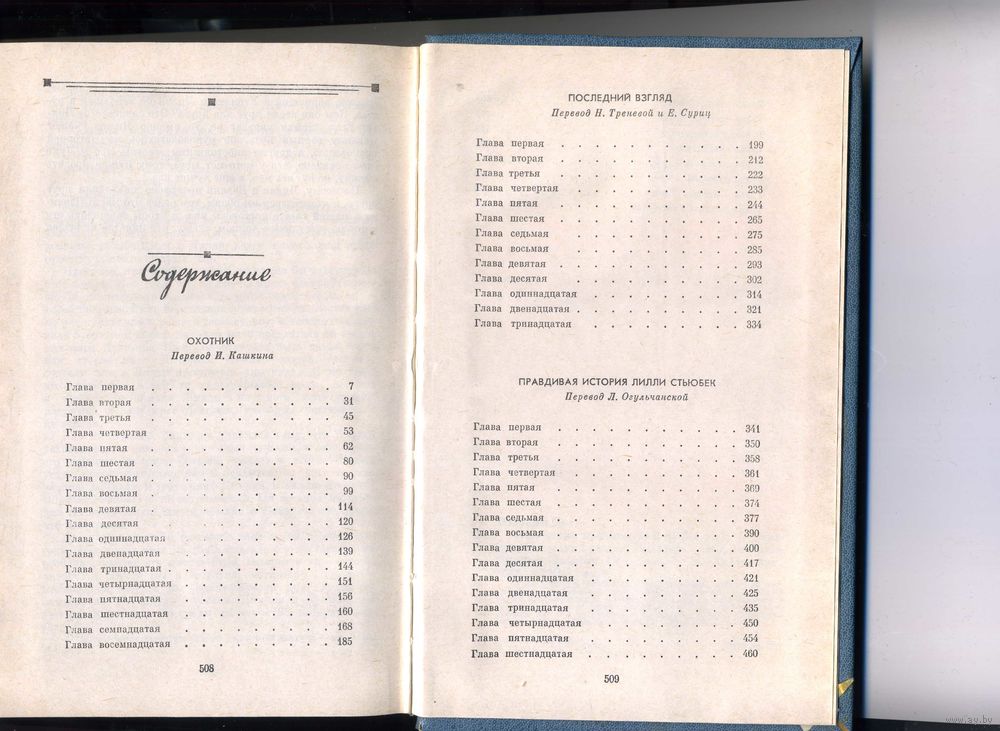 Содержание
ОХОТНИК
Перевод И. Кашкина
Глава первая . . . . . . . . . . . 7
Глава вторая . . . . . . . . . . . 31
Глава третья . . . . . . . . . . . 45
Глава четвертая . . . . . . . . . . 53
Глава пятая . . . . . . . . . . . 62
Глава шестая . . . . . . . . . . . 80
Глава седьмая . . . . . . . . . . . 90
Глава восьмая . . . . . . . . . . . 99
Глава девятая . . . . . . . . . . . 114
Глава десятая . . . . . . . . . . . 120
Глава одиннадцатая . . . . . . . . . 126
Глава двенадцатая . . . . . . . . . 139
Глава тринадцатая . . . . . . . . . . 144
Глава четырнадцатая . . . . . . . . . 151
Глава пятнадцатая . . . . . . . . . 156
Глава шестнадцатая . . . . . . . . . 160
Глава семнадцатая . . . . . . . . . 168
Глава восемнадцатая . . . . . . . . . 185
508
ПОСЛЕДНИЙ ВЗГЛЯД
Перевод Н. Треневой и Е. Суриц
Глава первая . . . . . . . . . . . 199
Глава вторая . . . . . . . . . . . 212
Глава третья . . . . . . . . . . . 222
Глава четвертая . . . . . . . . . . 233
Глава пятая . . . . . . . . . . . 244
Глава шестая . . . . . . . . . . . 265
Глава седьмая . . . . . . . . . . 275
Глава восьмая . . . . . . . . . . 285
Глава девятая . . . . . . . . . . . 293
Глава десятая . . . . . . . . . . 302
Глава одиннадцатая . . . . . . . . . 314
Глава двенадцатая . . . . . . . . . . 321
Глава тринадцатая . . . . . . . . . 334
ПРАВДИВАЯ ИСТОРИЯ ЛИЛЛИ СТЬЮБЕК
Перевод Л. Огульчанской
Глава первая . . . . . . . . . . . 341
Глава вторая . . . . . . . . . . . 350
Глава третья . . . . . . . . . . . 358
Глава четвертая . . . . . . . . . . 361
Глава пятая . . . . . . . . . . . 369
Глава шестая . . . . . . . . . . . 374
Глава седьмая . . . . . . . . . . . 377
Глава восьмая . . . . . . . . . . . 390
Глава девятая . . . . . . . . . . . 400
Глава десятая . . . . . . . . . . . 417
Глава одиннадцатая . . . . . . . . . 421
Глава двенадцатая . . . . . . . . . 425
Глава тринадцатая . . . . . . . . . 435
Глава четырнадцатая . . . . . . . . . 450
Глава пятнадцатая . . . . . . . . . 454
Глава шестнадцатая . . . . . . . . . 460
509
www.ay.by